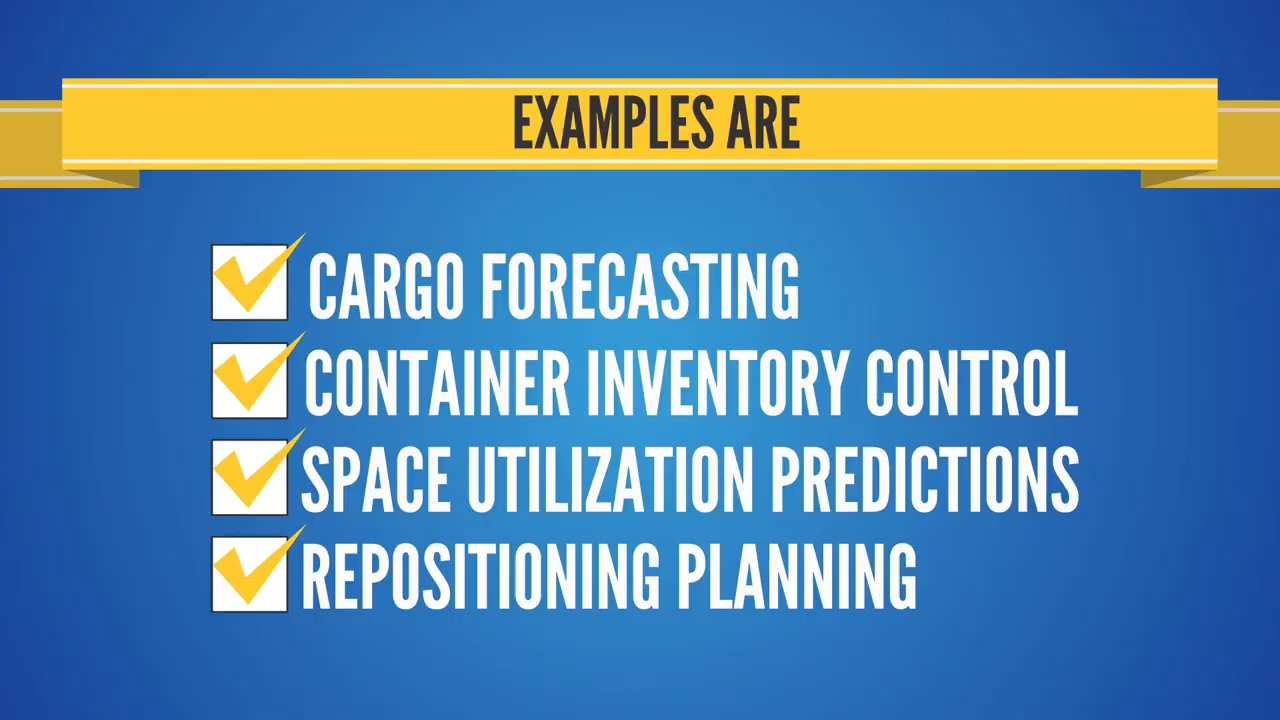 EXAMPLES ARE
CARGO FORECASTING
CONTAINER INVENTORY CONTROL
SPACE UTILIZATION PREDICTIONS
REPOSITIONING PLANNING